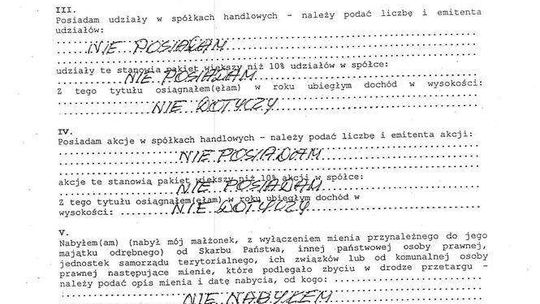 III.
Posiadam udziały w spółkach handlowych - należy podać liczbę i emitenta
udziałów:
NIE POSIADAM
udziały te stanowią pakiet większy niż 10% udziałów w spółce:
NIE POSIADAM
Z tego tytułu osiągnąłem(ęłam) w roku ubiegłym dochód w wysokości:
NIE DOTYCZY
IV.
Posiadam akcje w spółkach handlowych - należy podać liczbę i emitenta akcji:
NIE POSIADAM
akcje te stanowią pakiet większy niż 10% akcji w spółce:
NIE POSIADAM
Z tego tytułu osiągnąłem(ęłam) w roku ubiegłym dochód w
wysokości:
NIE DOTYCZY
V.
Nabyłem(am) (nabył mój małżonek, z wyłączeniem mienia przynależnego do jego
majątku odrębnego) od Skarbu Państwa, innej państwowej osoby prawnej,
jednostek samorządu terytorialnego, ich związków lub od komunalnej osoby
prawnej następujące mienie, które podlegało zbyciu w drodze przetargu -
należy podać opis mienia i datę nabycia, od kogo:
NIE NABYŁEM